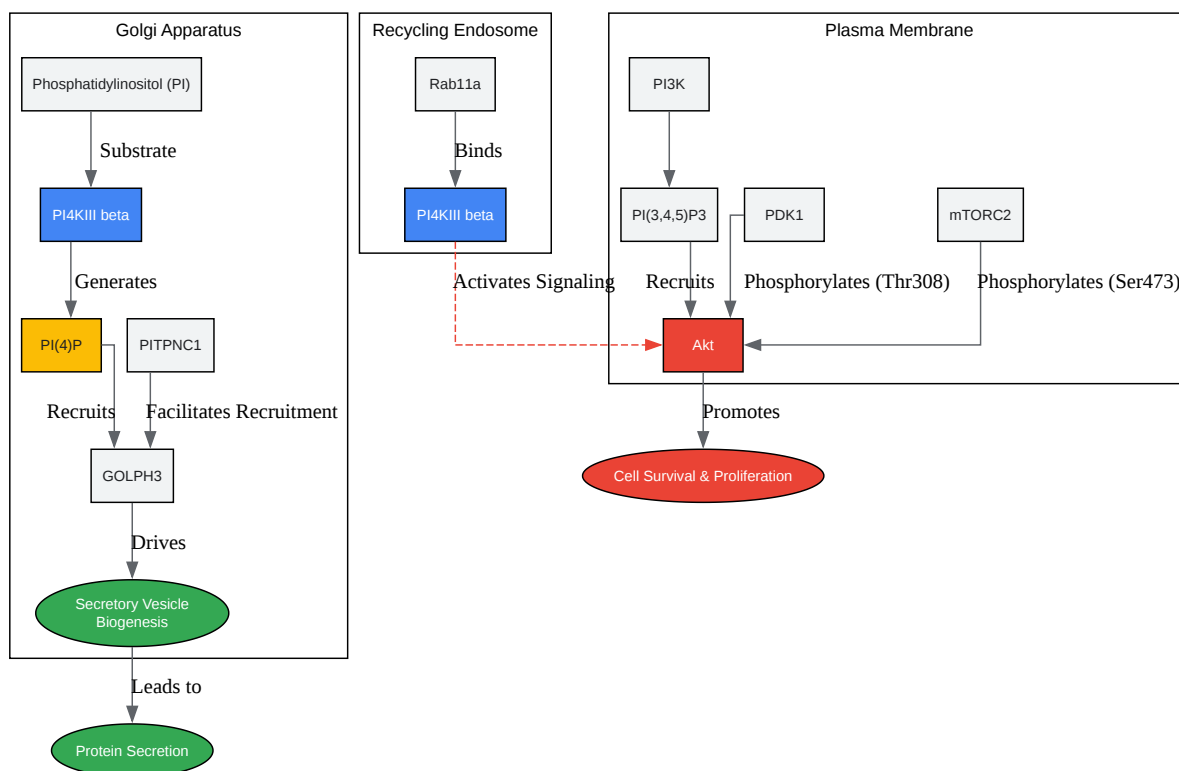 Golgi Apparatus
Phosphatidylinositol (PI)
Substrate
PI4KIII beta
Generates
PI(4)P
PITPNC1
Recruits
Facilitates Recruitment
GOLPH3
Drives
Secretory Vesicle
Biogenesis
Leads to
Protein Secretion
Recycling Endosome
Rab11a
Binds
PI4KIII beta
Activates Signaling
Plasma Membrane
PI3K
PI(3,4,5)P3
PDK1
mTORC2
Recruits
Phosphorylates (Thr308)
Phosphorylates (Ser473)
Akt
Promotes
Cell Survival & Proliferation